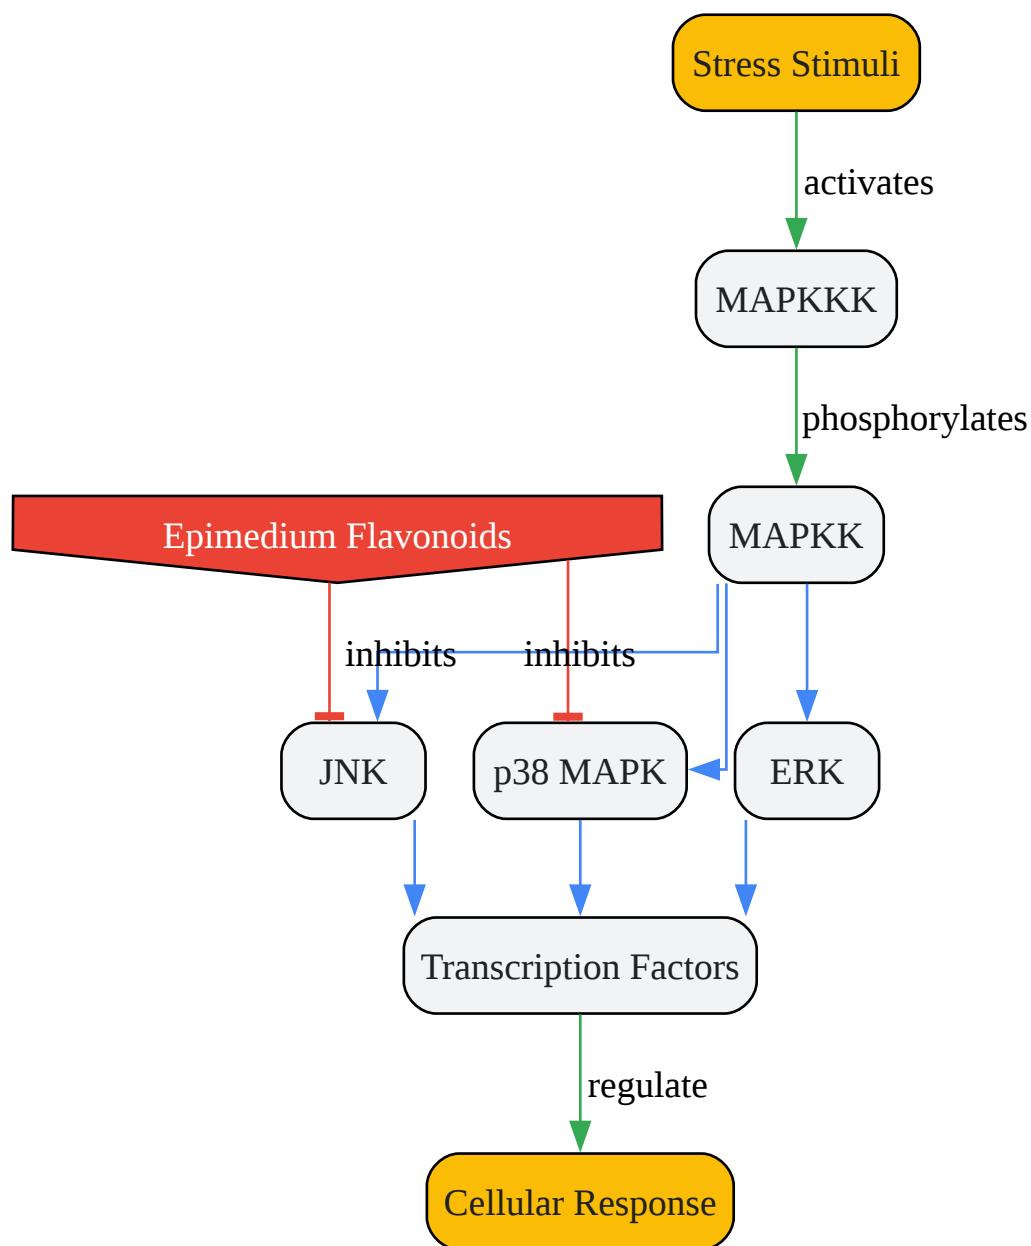 Stress Stimuli
activates
MAPKKK
phosphorylates
Epimedium Flavonoids
MAPKK
inhibits
inhibits
JNK
p38 MAPK
ERK
Transcription Factors
regulate
Cellular Response